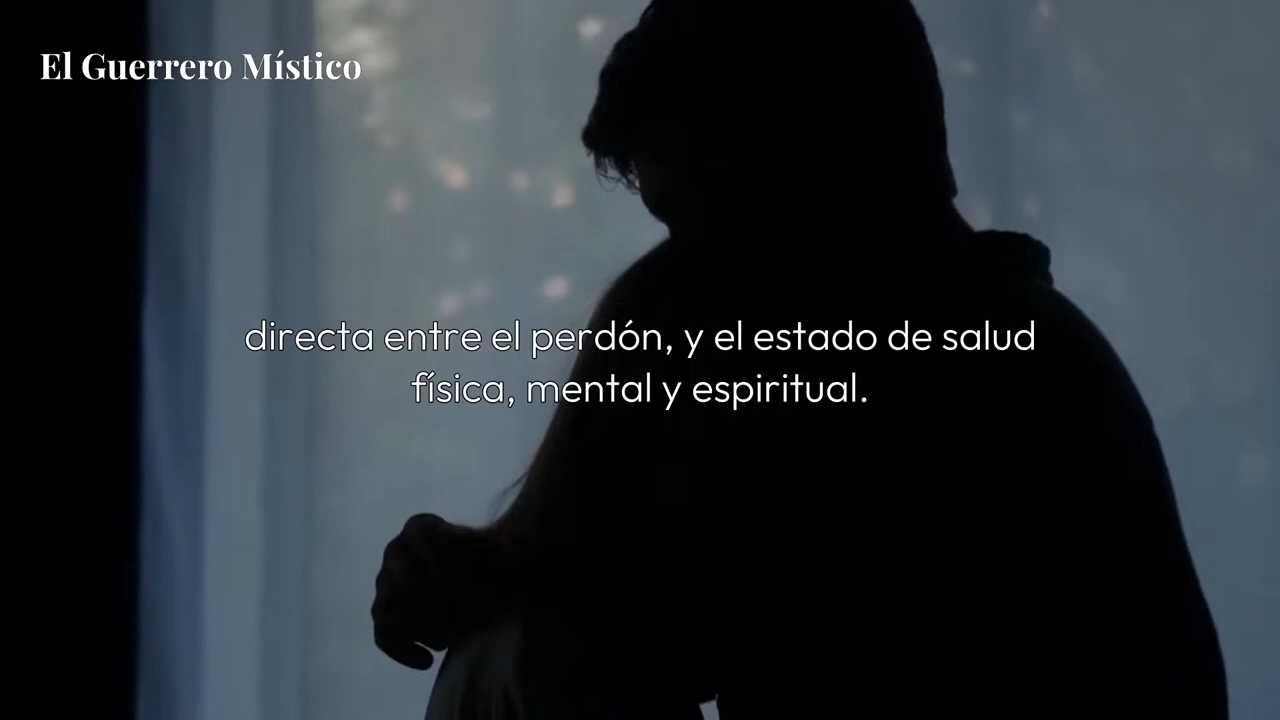 El Guerrero Místico
directa entre el perdón, y el estado de salud
física, mental y espiritual.